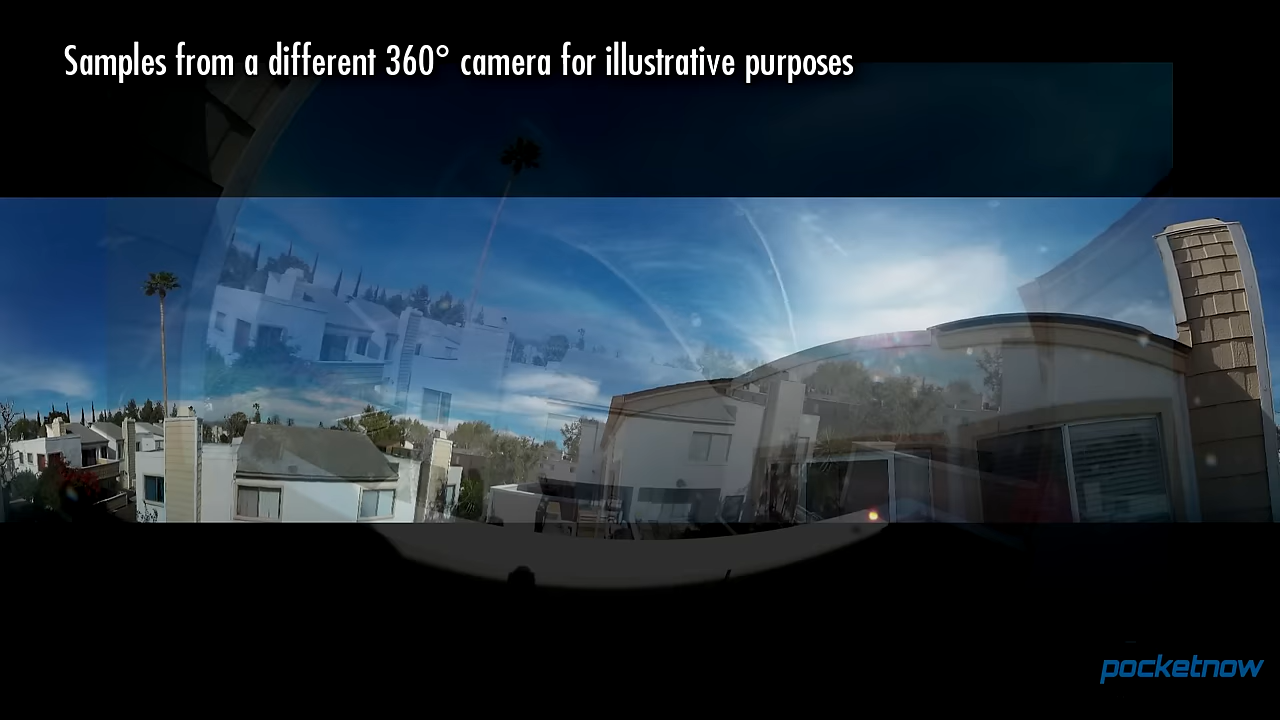 Samples from a different 360° camera for illustrative purposes
pocketnow